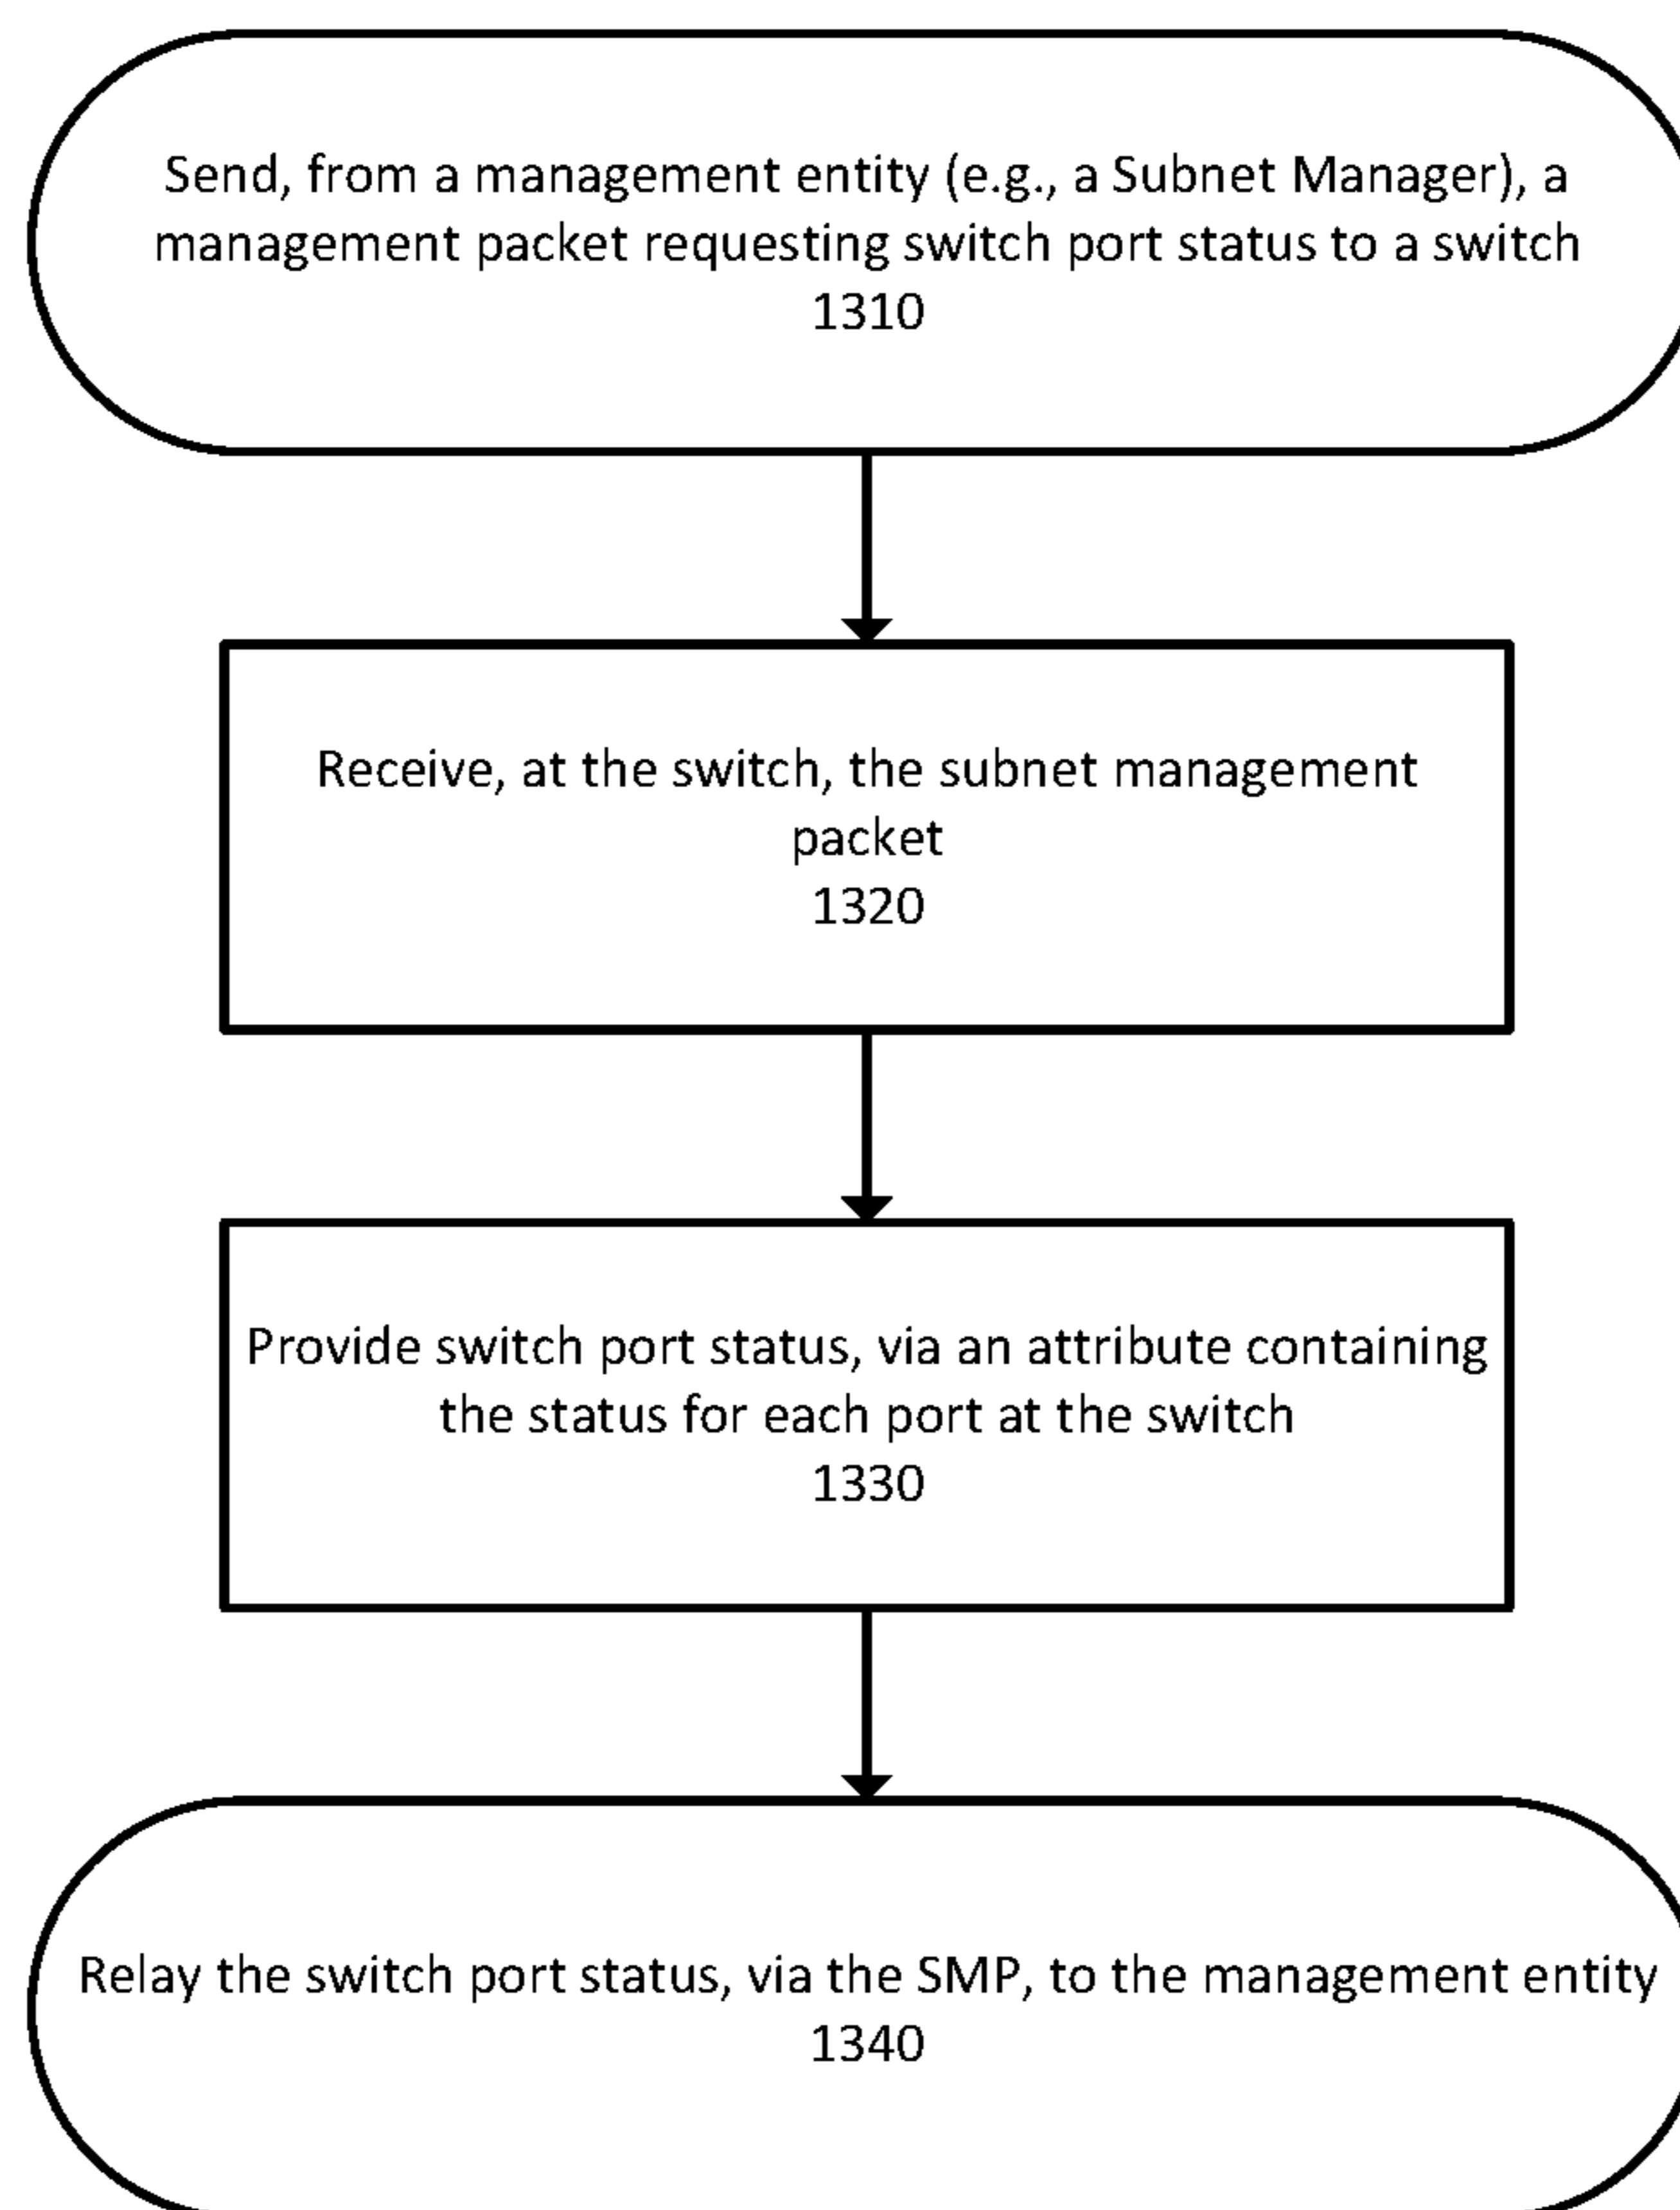 Send, from a management entity (e.g., a Subnet Manager), a
management packet requesting switch port status to a switch
1310
Receive, at the switch, the subnet management
packet
1320
Provide switch port status, via an attribute containing
the status for each port at the switch
1330
Relay the switch port status, via the SMP, to the management entity
1340